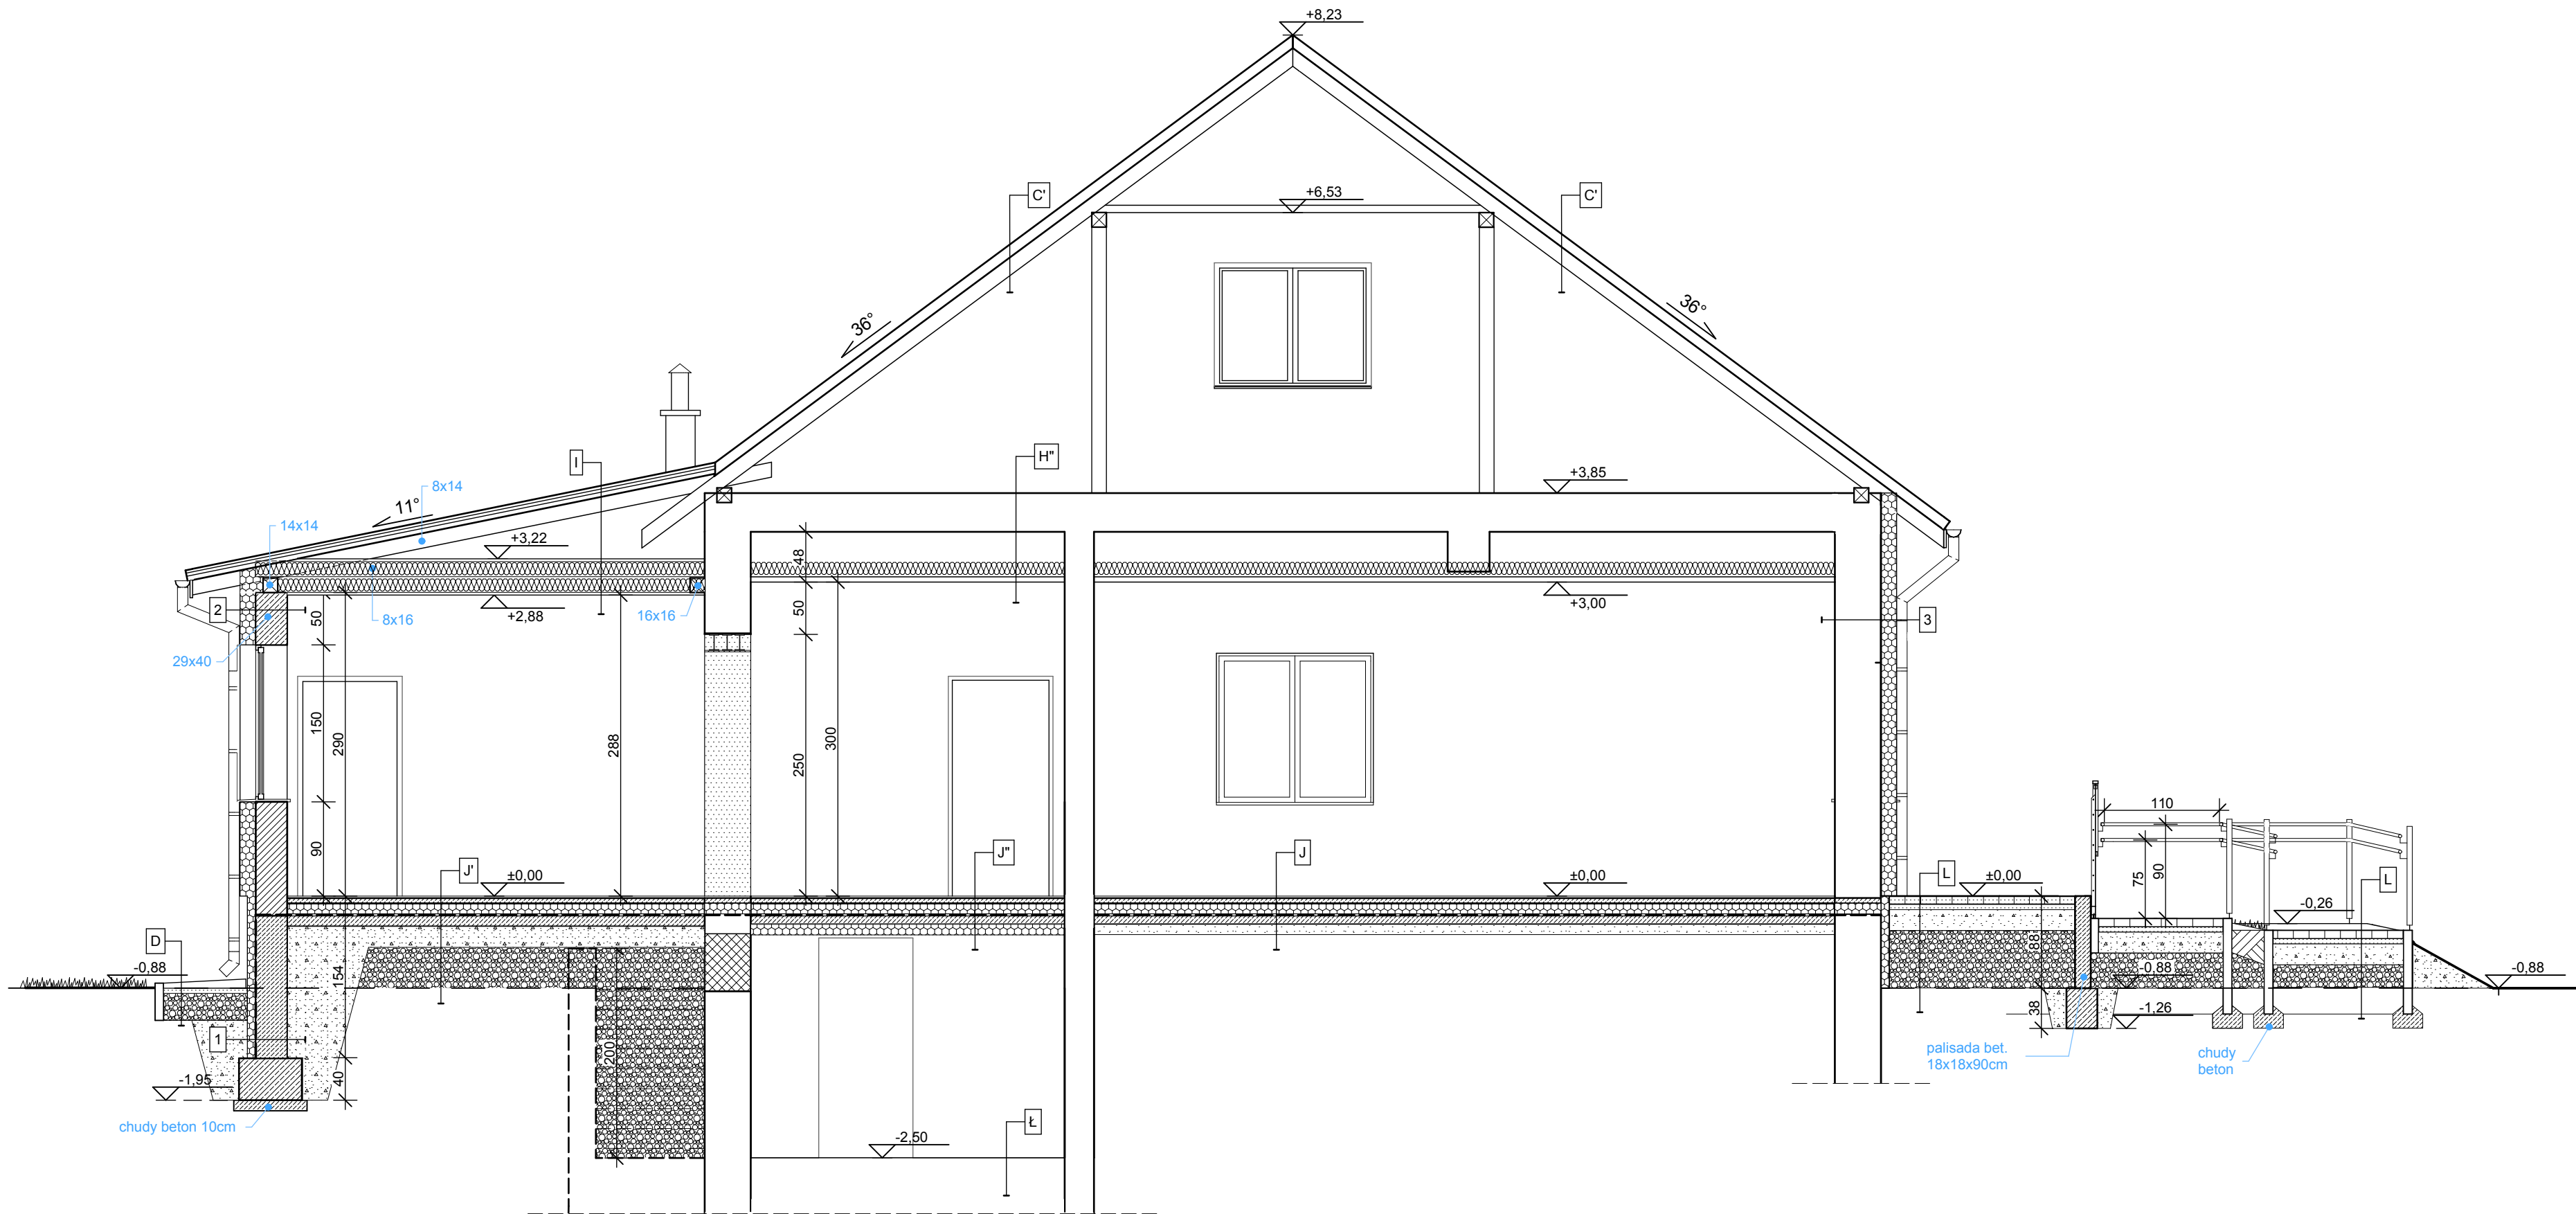 +8,23
C'
+6,53
C'
36°
36°
I
H"
+3,85
8x14
11°
14x14
+3,22
48
2
50
8x16
+2,88
16x16
50
+3,00
3
29x40
150
290
288
250
300
110
90
J'
J"
J
75
90
±0,00
±0,00
L
±0,00
L
-0,26
D
-0,88
154
88
-0,88
-0,88
38
-1,26
1
200
palisada bet.
18x18x90cm
chudy
beton
-1,95
40
chudy beton 10cm
Ł
-2,50